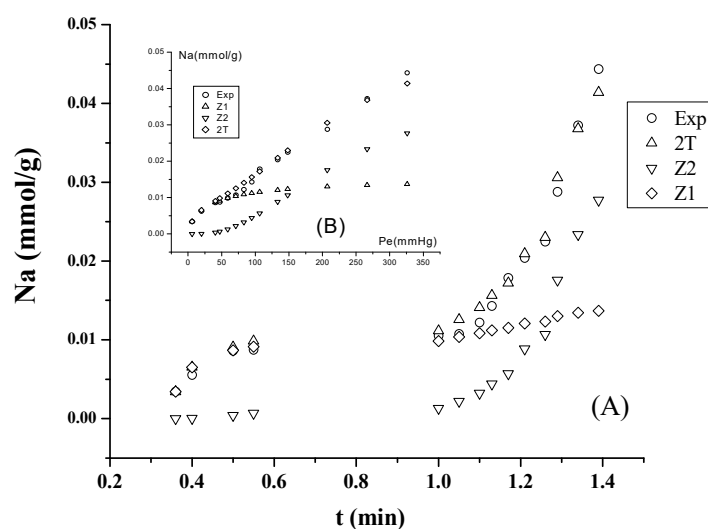 Na(mmol/g)
0.05
0.04
0.03
0.02
0.01
0.00
Exp
Z1
Z2
2T
(B)
Pe(mmHg)
0 50 100 150 200 250 300 350
0.04
0.03
0.02
0.01
0.00
Na (mmol/g)
Exp
2T
Z2
Z1
(A)
0.2 0.4 0.6 0.8 1.0 1.2 1.4
t (min)